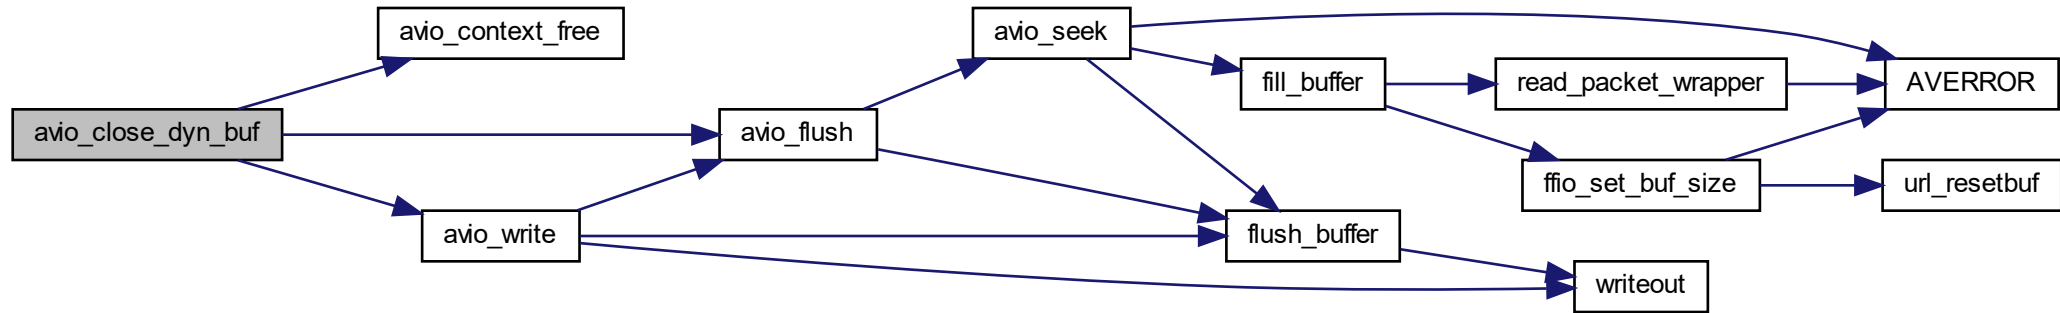 avio_close_dyn_buf
avio_context_free
avio_write
avio_flush
avio_seek
fill_buffer
flush_buffer
read_packet_wrapper
ffio_set_buf_size
writeout
AVERROR
url_resetbuf